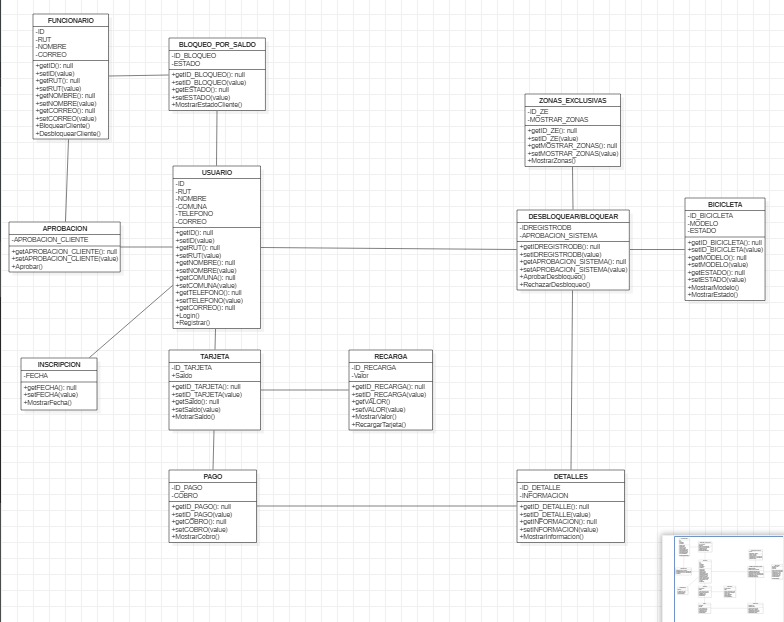 FUNCIONARIO
-ID
-RUT
-NOMBRE
-CORREO
+getID(): null
+setID(value)
+getRUT(): null
+setRUT(value)
+getNOMBRE(): null
+setNOMBRE(value)
+getCORREO(): null
+setCORREO(value)
+BloquearCliente()
+DesbloquearCliente()
BLOQUEO_POR_SALDO
-ID_BLOQUEO
-ESTADO
+getID_BLOQUEO(): null
+setID_BLOQUEO(value)
+getESTADO(): null
+setESTADO(value)
+MostrarEstadoCliente()
ZONAS_EXCLUSIVAS
-ID_ZE
-MOSTRAR_ZONAS
+getID_ZE(): null
+setID_ZE(value)
+getMOSTRAR_ZONAS(): null
+setMOSTRAR_ZONAS(value)
+MostrarZonas()
USUARIO
-ID
-RUT
-NOMBRE
-COMUNA
-TELEFONO
-CORREO
+getID(): null
+setID(value)
+getRUT(): null
+setRUT(value)
+getNOMBRE(): null
+setNOMBRE(value)
+getCOMUNA(): null
+setCOMUNA(value)
+getTELEFONO(): null
+setTELEFONO(value)
+getCORREO(): null
+Login()
+Registrar()
APROBACION
-APROBACION_CLIENTE
+getAPROBACION_CLIENTE(): null
+setAPROBACION_CLIENTE(value)
+Aprobar()
DESBLOQUEAR/BLOQUEAR
-IDREGISTRODB
-APROBACION_SISTEMA
+getIDREGISTRODB(): null
+setIDREGISTRODB(value)
+getAPROBACION_SISTEMA(): null
+setAPROBACION_SISTEMA(value)
+AprobarDesbloqueo()
+RechazarDesbloqueo()
BICICLETA
-ID_BICICLETA
-MODELO
-ESTADO
+getID_BICICLETA(): null
+setID_BICICLETA(value)
+getMODELO(): null
+setMODELO(value)
+getESTADO(): null
+setESTADO(value)
+MostrarModelo()
+MostrarEstado()
INSCRIPCION
-FECHA
+getFECHA(): null
+setFECHA(value)
+MostrarFecha()
TARJETA
-ID_TARJETA
+Saldo
+getID_TARJETA(): null
+setID_TARJETA(value)
+getSaldo(): null
+setSaldo(value)
+MotrarSaldo()
RECARGA
-ID_RECARGA
-Valor
+getID_RECARGA(): null
+setID_RECARGA(value)
+getVALOR()
+setVALOR(value)
+MostrarValor()
+RecargarTarjeta()
PAGO
-ID_PAGO
-COBRO
+getID_PAGO(): null
+setID_PAGO(value)
+getCOBRO(): null
+setCOBRO(value)
+MostrarCobro()
DETALLES
-ID_DETALLE
-INFORMACION
+getID_DETALLE(): null
+setID_DETALLE(value)
+getINFORMACION(): null
+setINFORMACION(value)
+MostrarInformacion()